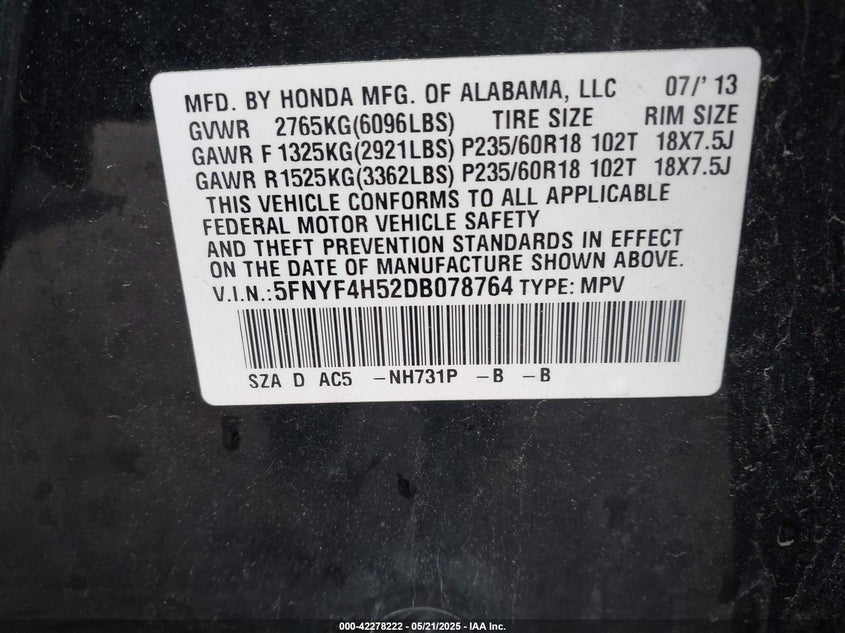 MFD. BY HONDA MFG. OF ALABAMA, LLC 07/' 13
GVWR 2765KG(6096LBS) TIRE SIZE RIM SIZE
GAWR F 1325KG(2921LBS) P235/60R18 102T 18X7.5J
GAWR R1525KG(3362LBS) P235/60R18 102T 18X7.5J
THIS VEHICLE CONFORMS TO ALL APPLICABLE
FEDERAL MOTOR VEHICLE SAFETY
AND THEFT PREVENTION STANDARDS IN EFFECT
ON THE DATE OF MANUFACTURE SHOWN ABOVE.
V.I.N.:5FNYF4H52DB078764 TYPE: MPV
SZA D AC5 -NH731P -B -B
000-42278222 - 05/21/2025 - IAA Inc.